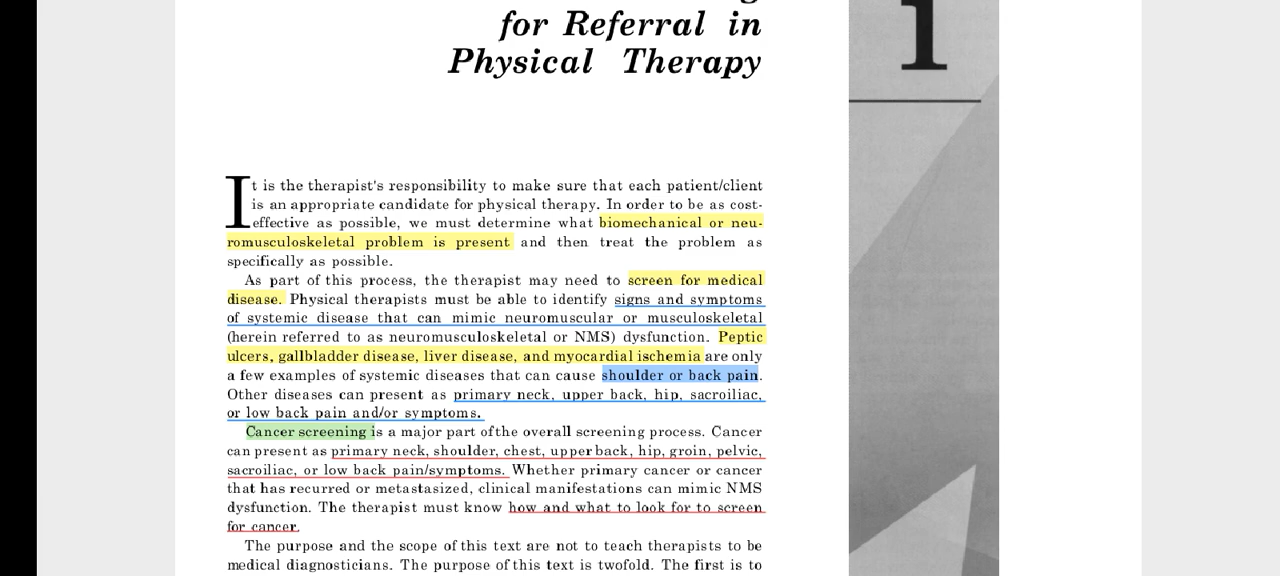 for Referral in
Physical Therapy
1
It is the therapist's responsibility to make sure that each patient/client
is an appropriate candidate for physical therapy. In order to be as cost-
effective as possible, we must determine what biomechanical or neu-
romusculoskeletal problem is present and then treat the problem as
specifically as possible.
As part of this process, the therapist may need to screen for medical
disease. Physical therapists must be able to identify signs and symptoms
of systemic disease that can mimic neuromuscular or musculoskeletal
(herein referred to as neuromusculoskeletal or NMS) dysfunction. Peptic
ulcers, gallbladder disease, liver disease, and myocardial ischemia are only
a few examples of systemic diseases that can cause shoulder or back pain.
Other diseases can present as primary neck, upper back, hip, sacroiliac,
or low back pain and/or symptoms.
Cancer screening is a major part of the overall screening process. Cancer
can present as primary neck, shoulder, chest, upper back, hip, groin, pelvic,
sacroiliac, or low back pain/symptoms. Whether primary cancer or cancer
that has recurred or metastasized, clinical manifestations can mimic NMS
dysfunction. The therapist must know how and what to look for to screen
for cancer.
The purpose and the scope of this text are not to teach therapists to be
medical diagnosticians. The purpose of this text is twofold. The first is to